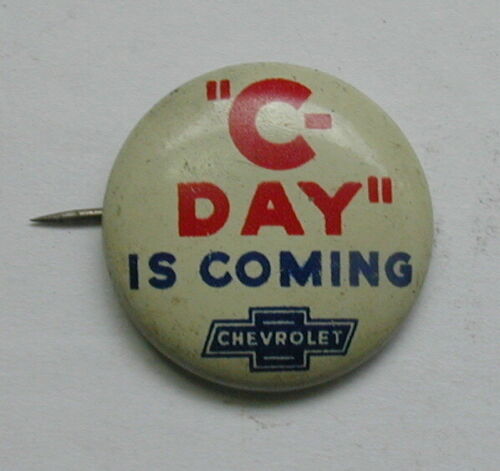 "C-
DAY"
IS COMING
CHEVROLET